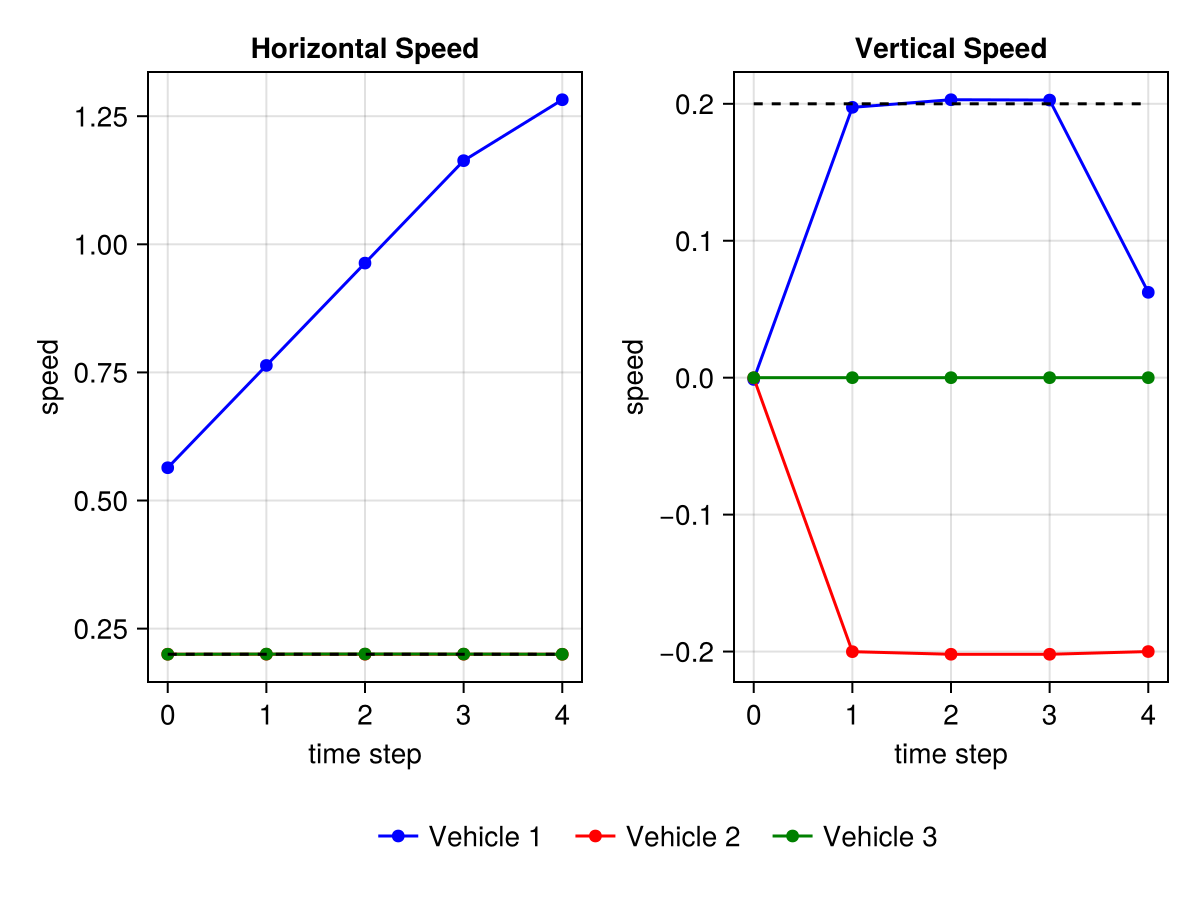 Horizontal Speed
speed
1.25
1.00
0.75
0.50
0.25
0 1 2 3 4
time step
Vertical Speed
speed
0.2
0.1
0.0
−0.1
−0.2
0 1 2 3 4
time step
Vehicle 1 Vehicle 2 Vehicle 3